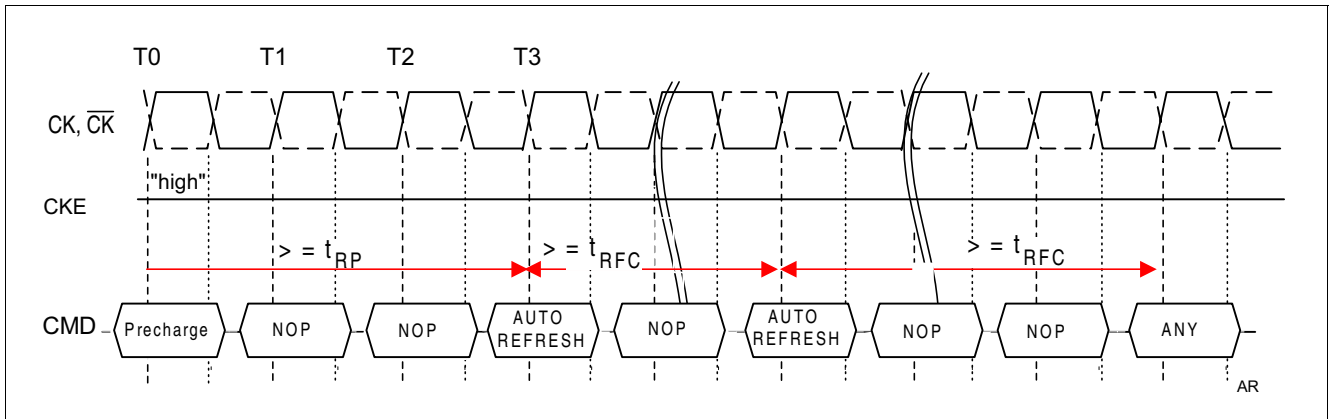 T0 T1 T2 T3
CK, CK
"high"
CKE
> = tRP > = tRFC > = tRFC
CMD Precharge NOP NOP AUTO REFRESH NOP AUTO REFRESH NOP NOP ANY
AR